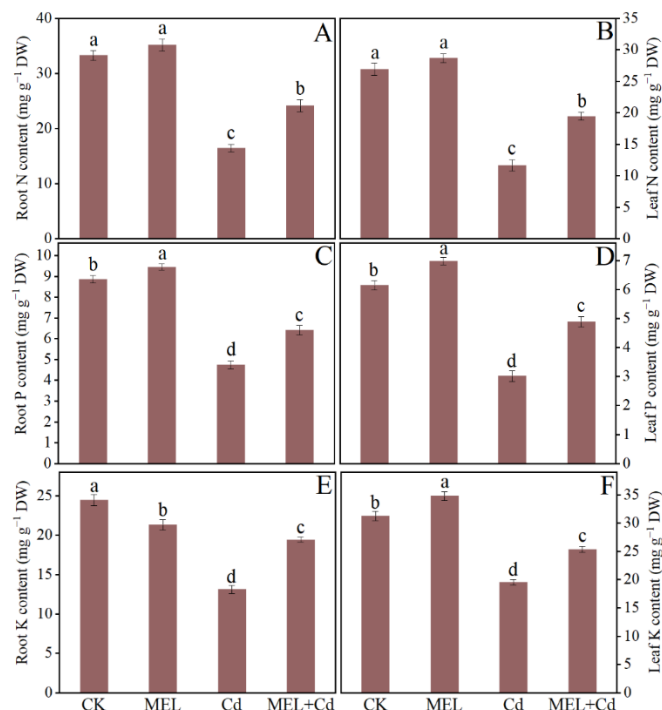 Root N content (mg g⁻¹ DW)
40
30
20
10
0
A
a
a
c
b
B
a
a
c
b
35
30
25
20
15
10
5
0
Leaf N content (mg g⁻¹ DW)
Root P content (mg g⁻¹ DW)
10
9
8
7
6
5
4
3
2
1
0
C
b
a
d
c
D
b
a
d
c
7
6
5
4
3
2
1
0
Leaf P content (mg g⁻¹ DW)
Root K content (mg g⁻¹ DW)
25
20
15
10
5
0
E
a
b
d
c
F
b
a
d
c
35
30
25
20
15
10
5
0
Leaf K content (mg g⁻¹ DW)
CK MEL Cd MEL+Cd CK MEL Cd MEL+Cd